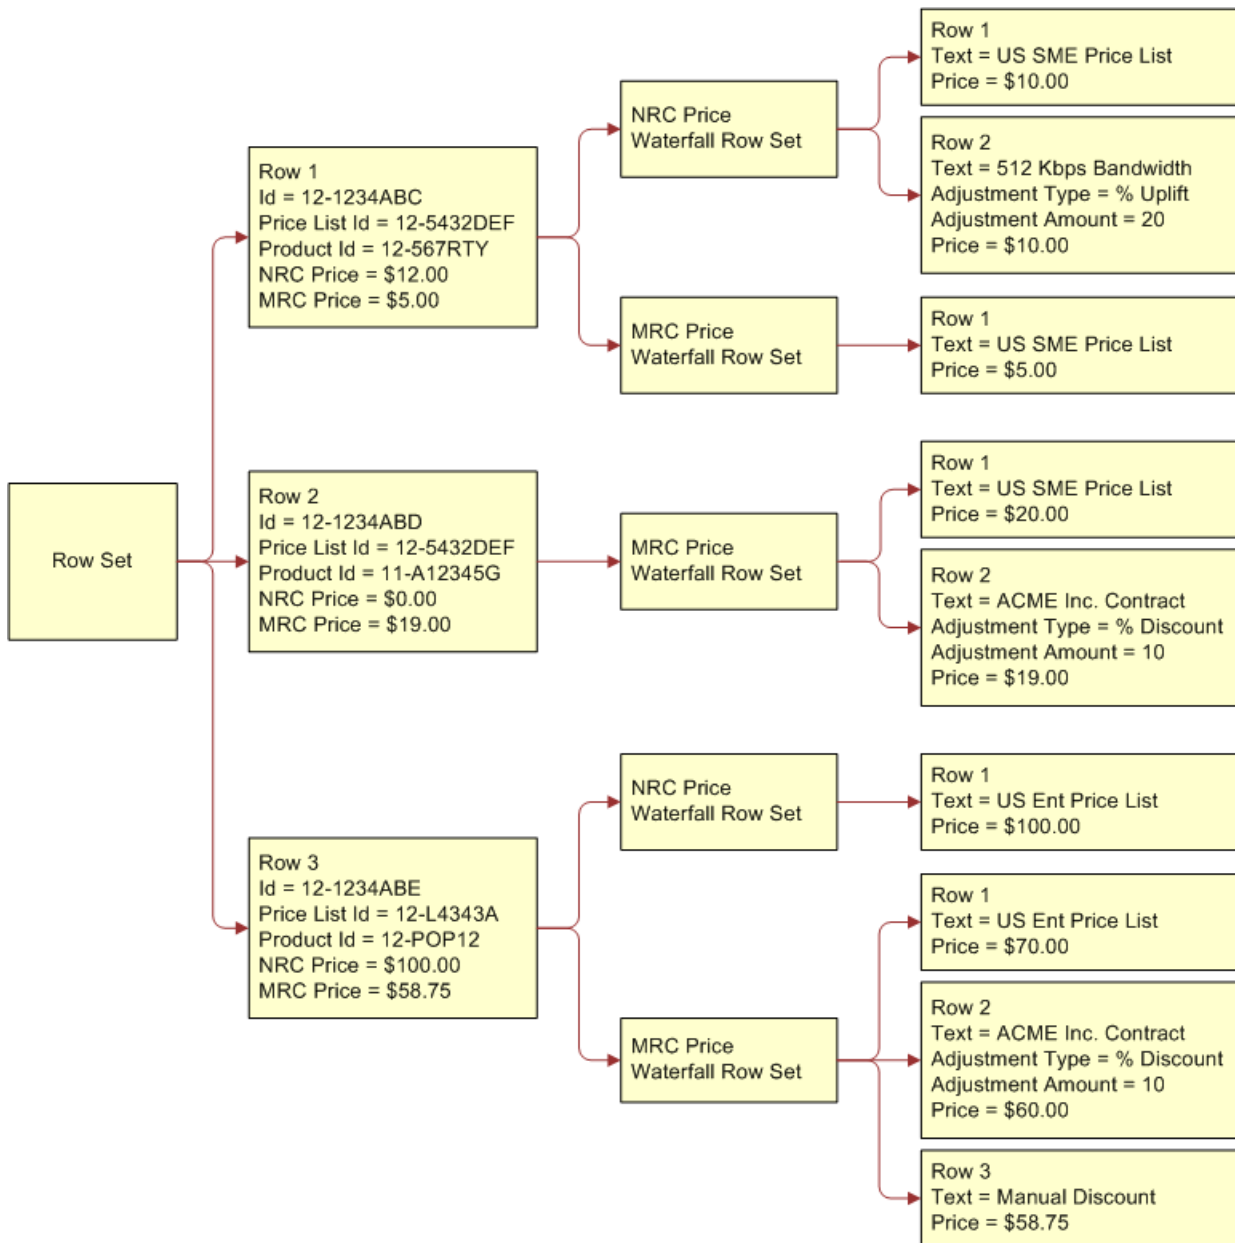 Row Set
Row 1
Id = 12-1234ABC
Price List Id = 12-5432DEF
Product Id = 12-567RTY
NRC Price = $12.00
MRC Price = $5.00
NRC Price
Waterfall Row Set
Row 1
Text = US SME Price List
Price = $10.00
Row 2
Text = 512 Kbps Bandwidth
Adjustment Type = % Uplift
Adjustment Amount = 20
Price = $10.00
MRC Price
Waterfall Row Set
Row 1
Text = US SME Price List
Price = $5.00
Row 2
Id = 12-1234ABD
Price List Id = 12-5432DEF
Product Id = 11-A12345G
NRC Price = $0.00
MRC Price = $19.00
MRC Price
Waterfall Row Set
Row 1
Text = US SME Price List
Price = $20.00
Row 2
Text = ACME Inc. Contract
Adjustment Type = % Discount
Adjustment Amount = 10
Price = $19.00
Row 3
Id = 12-1234ABE
Price List Id = 12-L4343A
Product Id = 12-POP12
NRC Price = $100.00
MRC Price = $58.75
NRC Price
Waterfall Row Set
Row 1
Text = US Ent Price List
Price = $100.00
MRC Price
Waterfall Row Set
Row 1
Text = US Ent Price List
Price = $70.00
Row 2
Text = ACME Inc. Contract
Adjustment Type = % Discount
Adjustment Amount = 10
Price = $60.00
Row 3
Text = Manual Discount
Price = $58.75